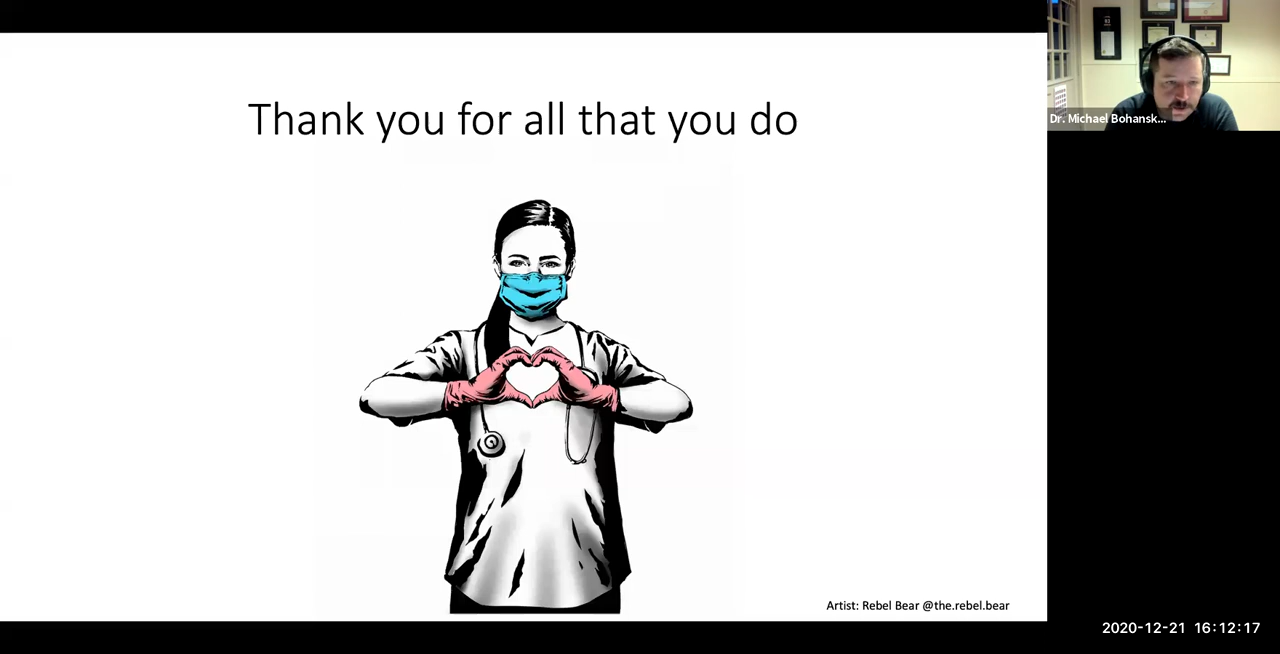 Thank you for all that you do
Dr. Michael Bohansk...
Artist: Rebel Bear @the.rebel.bear
2020-12-21 16:12:17